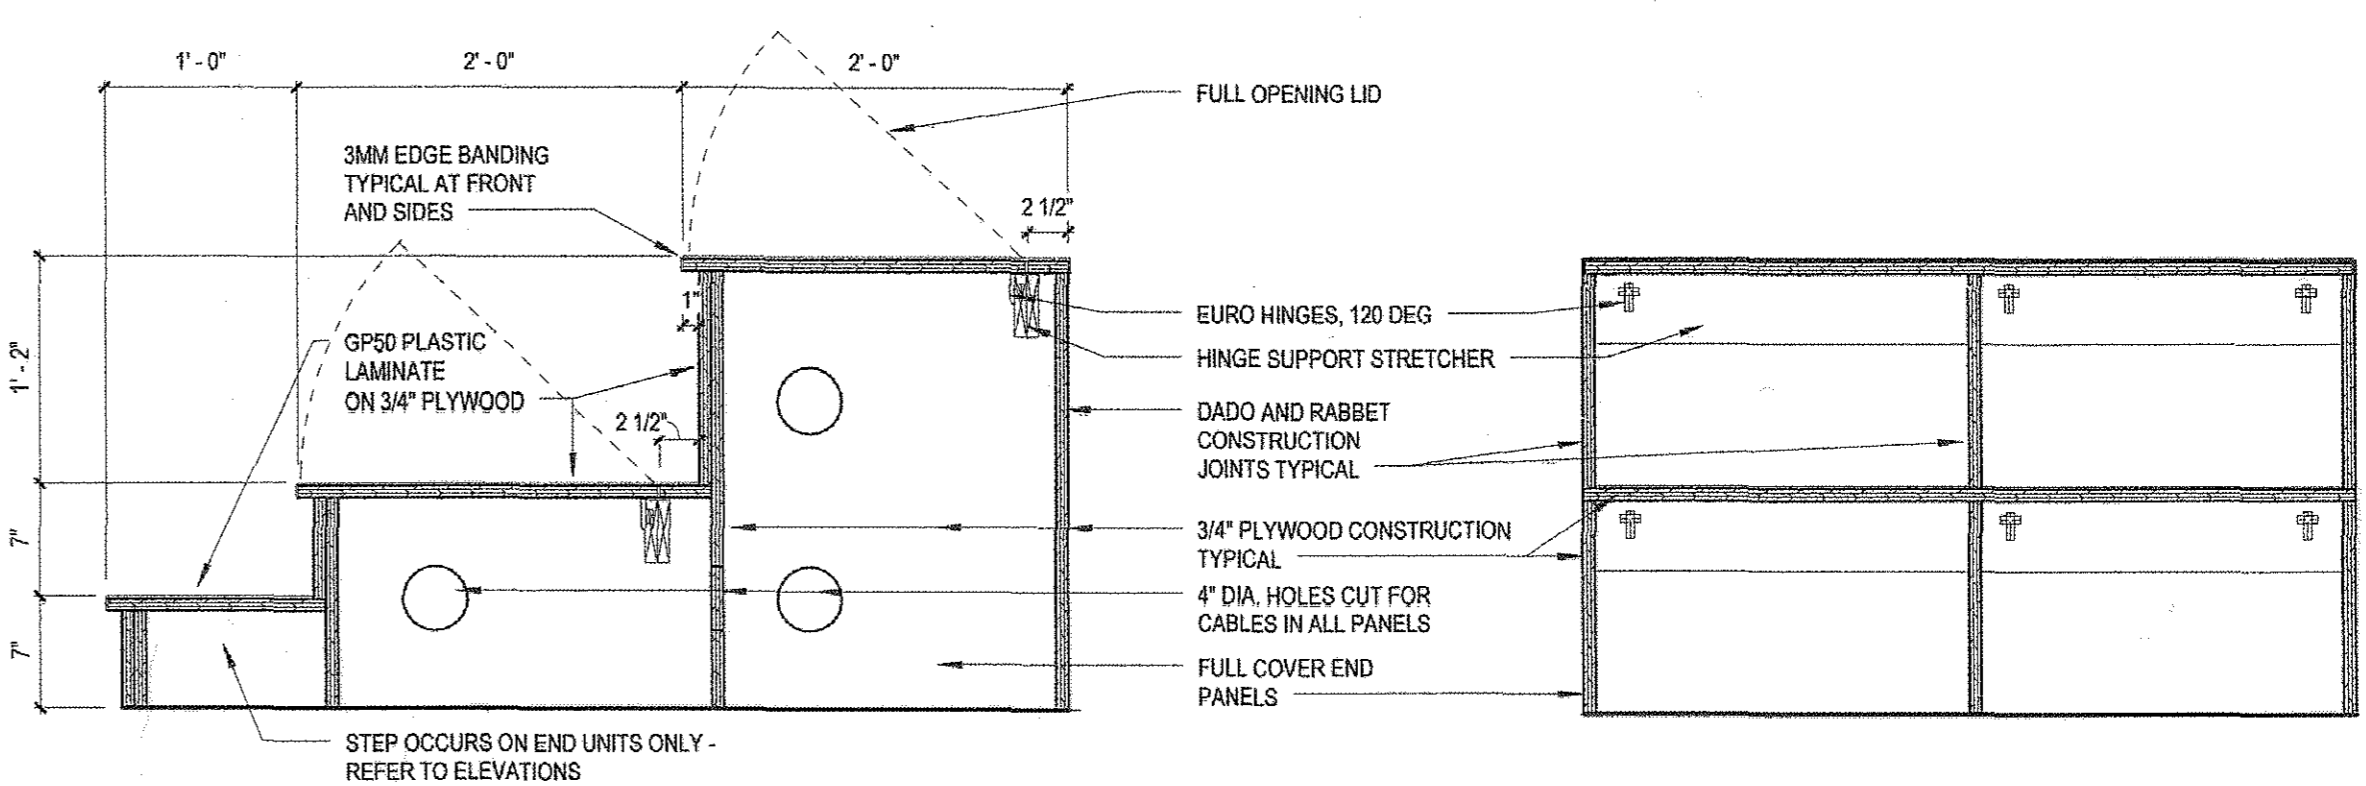 1' - 0"
2' - 0"
2' - 0"
FULL OPENING LID
3MM EDGE BANDING
TYPICAL AT FRONT
AND SIDES
2 1/2"
1"
EURO HINGES, 120 DEG
GP50 PLASTIC
LAMINATE
ON 3/4" PLYWOOD
1' - 2"
HINGE SUPPORT STRETCHER
2 1/2"
DADO AND RABBET
CONSTRUCTION
JOINTS TYPICAL
7"
3/4" PLYWOOD CONSTRUCTION
TYPICAL
4" DIA. HOLES CUT FOR
CABLES IN ALL PANELS
7"
FULL COVER END
PANELS
STEP OCCURS ON END UNITS ONLY -
REFER TO ELEVATIONS